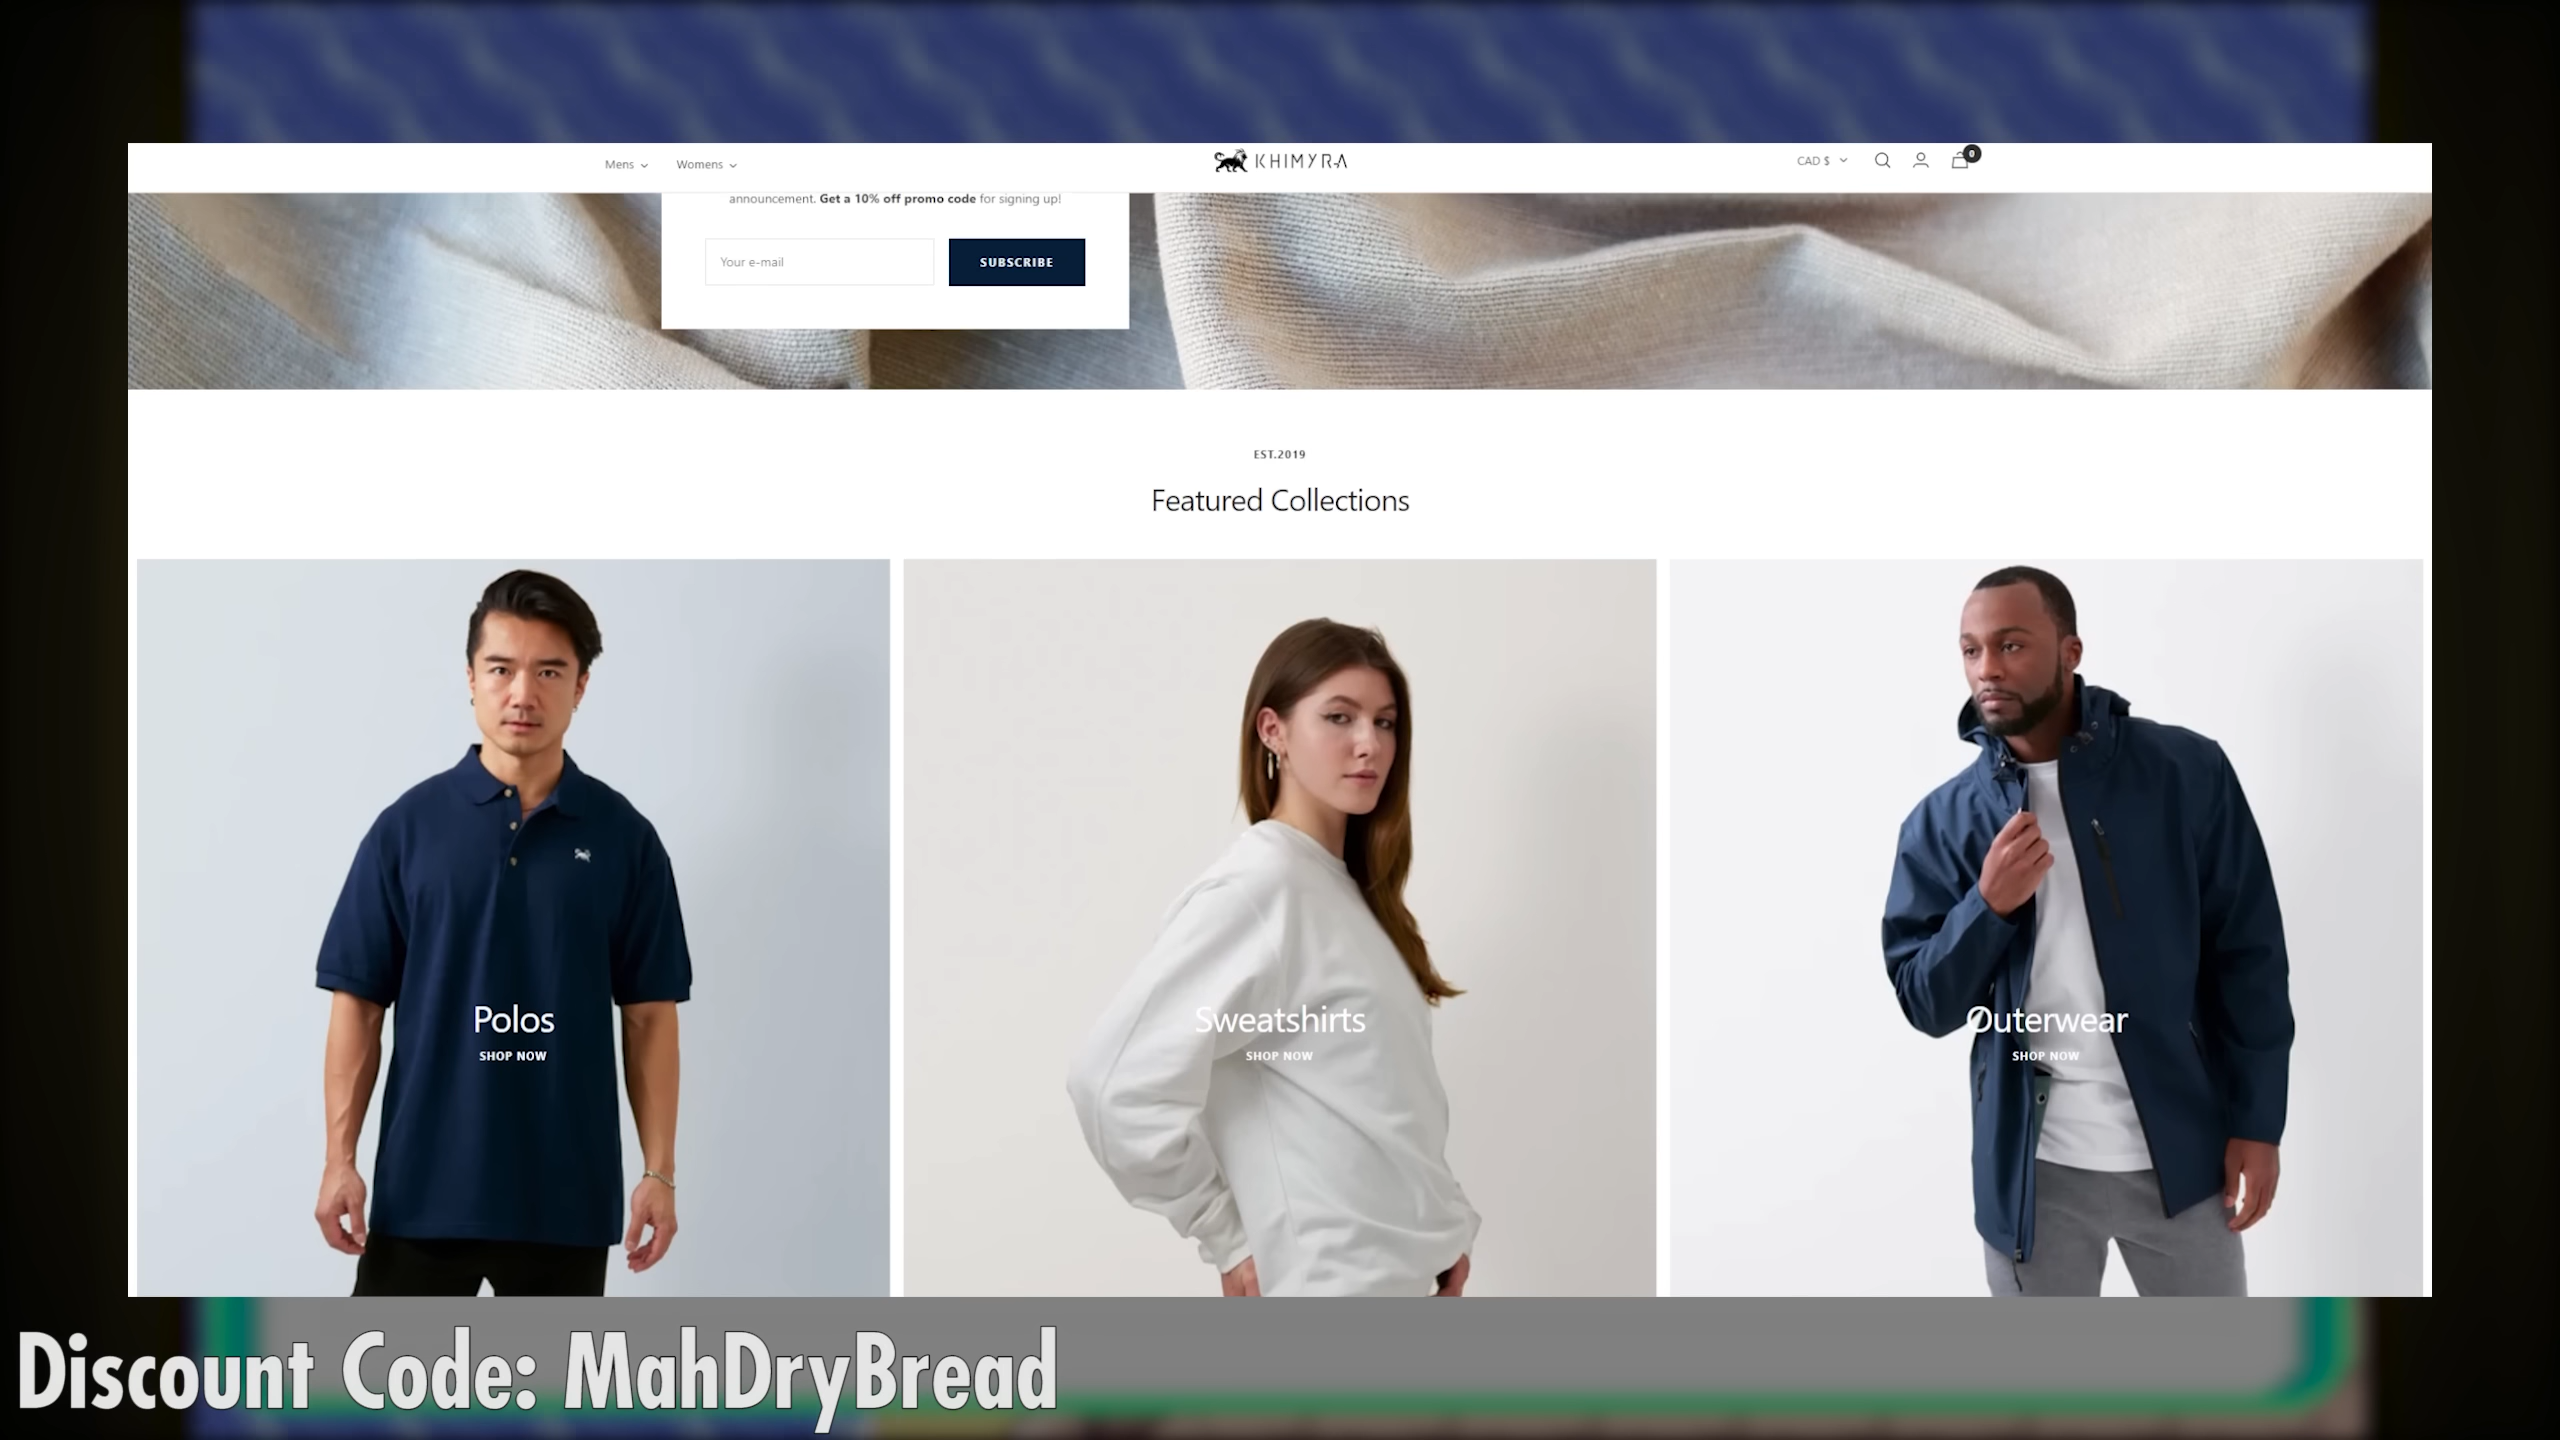 Mens
Womens
KHIMYRA
CAD $
0
announcement. Get a 10% off promo code for signing up!
Your e-mail
SUBSCRIBE
EST.2019
Featured Collections
Polos
SHOP NOW
Sweatshirts
SHOP NOW
Outerwear
SHOP NOW
Discount Code: MahDryBread